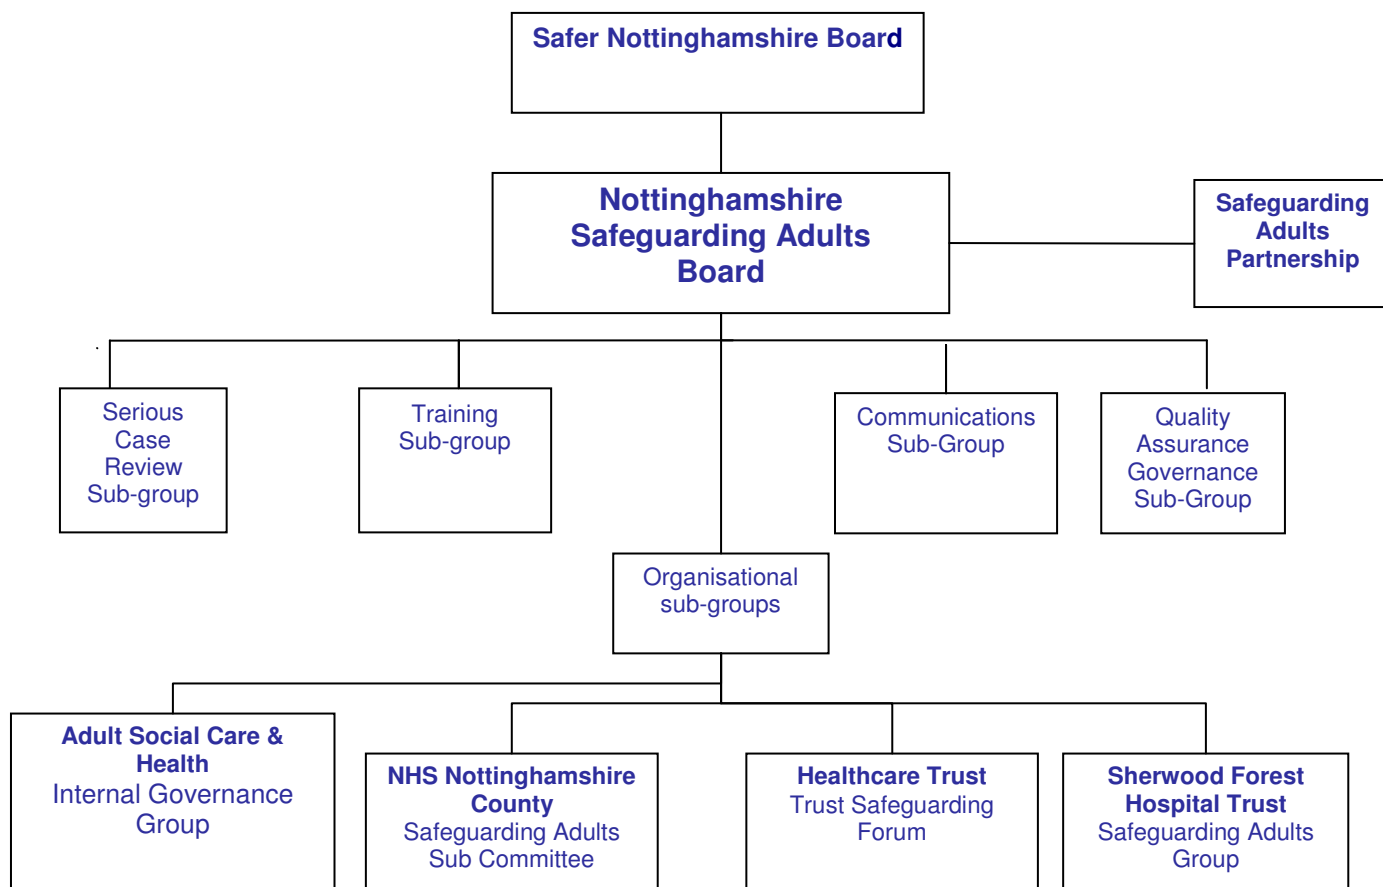 Safer Nottinghamshire Board
Nottinghamshire
Safeguarding Adults
Board
Safeguarding
Adults
Partnership
Serious
Case
Review
Sub-group
Training
Sub-group
Communications
Sub-Group
Quality
Assurance
Governance
Sub-Group
Organisational
sub-groups
Adult Social Care &
Health
Internal Governance
Group
NHS Nottinghamshire
County
Safeguarding Adults
Sub Committee
Healthcare Trust
Trust Safeguarding
Forum
Sherwood Forest
Hospital Trust
Safeguarding Adults
Group